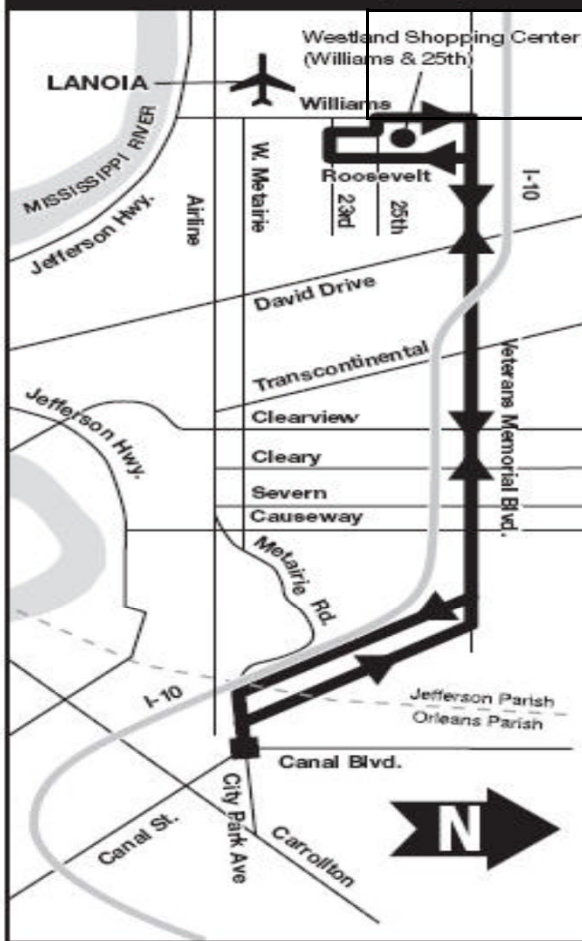 Westland Shopping Center
(Williams & 25th)
LANOIA
Williams
MISSISSIPPI RIVER
Jefferson Hwy.
Airline
W. Metairie
Roosevelt
23rd
25th
I-10
David Drive
Transcontinental
Veterans Memorial Blvd.
Jefferson Hwy.
Clearview
Cleary
Severn
Causeway
Metairie Rd.
I-10
Jefferson Parish
Orleans Parish
Canal Blvd.
Canal St.
City Park Ave
Carrollton
N